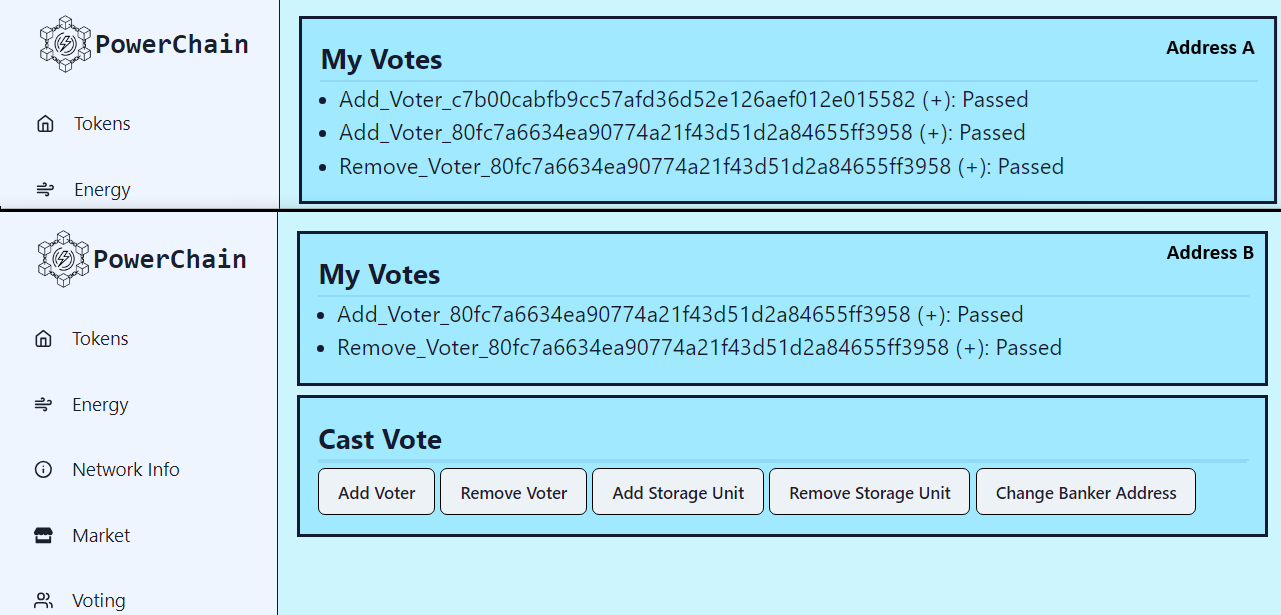 PowerChain
Tokens
Energy
Address A
My Votes
Add_Voter_c7b00cabfb9cc57afd36d52e126aef012e015582 (+): Passed
Add_Voter_80fc7a6634ea90774a21f43d51d2a84655ff3958 (+): Passed
Remove_Voter_80fc7a6634ea90774a21f43d51d2a84655ff3958 (+): Passed
PowerChain
Tokens
Energy
Network Info
Market
Voting
Address B
My Votes
Add_Voter_80fc7a6634ea90774a21f43d51d2a84655ff3958 (+): Passed
Remove_Voter_80fc7a6634ea90774a21f43d51d2a84655ff3958 (+): Passed
Cast Vote
Add Voter Remove Voter Add Storage Unit Remove Storage Unit Change Banker Address